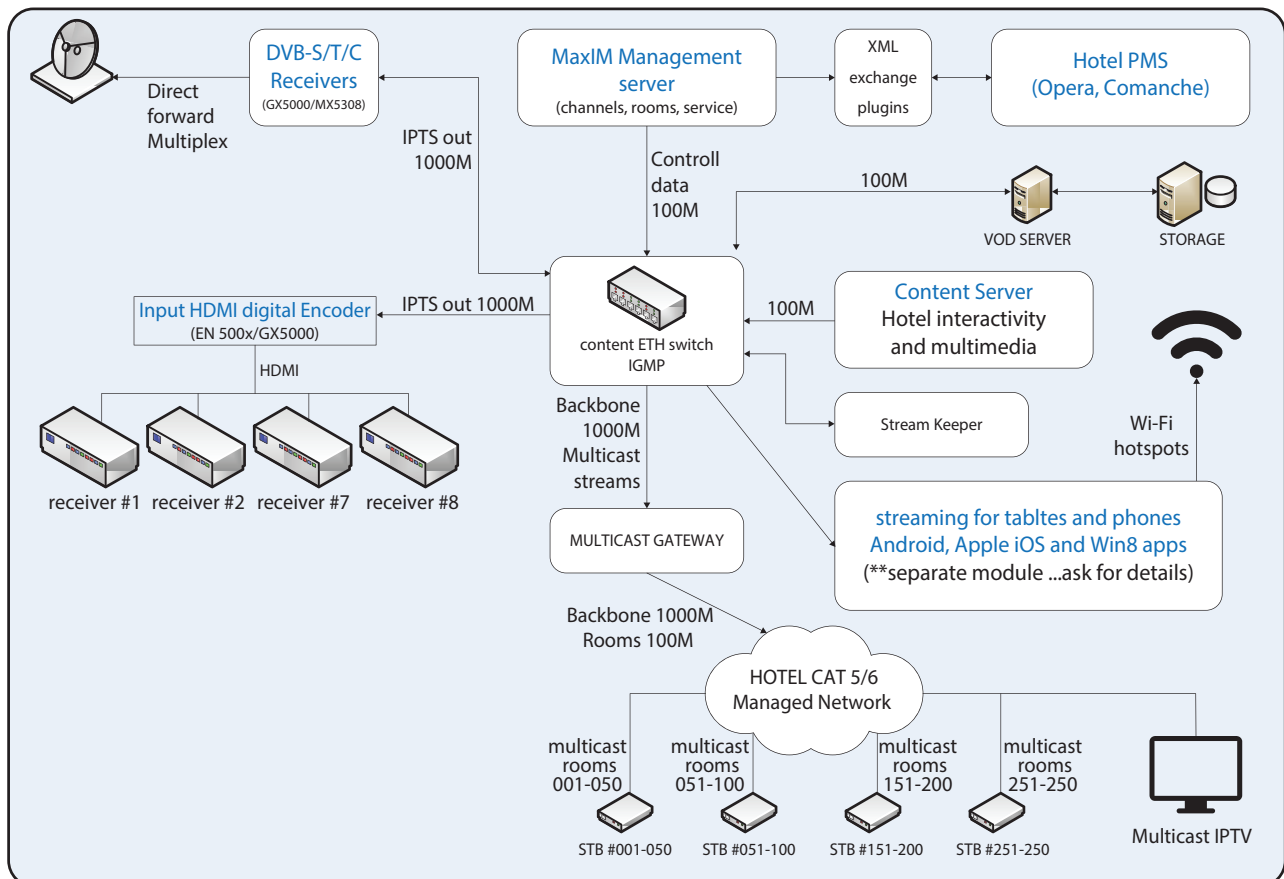 DVB-S/T/C
Receivers
(GX5000/MX5308)
Direct
forward
Multiplex
IPTS out
1000M
MaxIM Management
server
(channels, rooms, service)
XML
exchange
plugins
Hotel PMS
(Opera, Comanche)
Controll
data
100M
100M
VOD SERVER
STORAGE
Input HDMI digital Encoder
(EN 500x/GX5000)
IPTS out 1000M
HDMI
receiver #1
receiver #2
receiver #7
receiver #8
content ETH switch
IGMP
100M
Content Server
Hotel interactivity
and multimedia
Stream Keeper
Wi-Fi
hotspots
Backbone
1000M
Multicast
streams
MULTICAST GATEWAY
streaming for tabltes and phones
Android, Apple iOS and Win8 apps
(**separate module ...ask for details)
Backbone 1000M
Rooms 100M
HOTEL CAT 5/6
Managed Network
multicast
rooms
001-050
multicast
rooms
051-100
multicast
rooms
151-200
multicast
rooms
251-250
STB #001-050
STB #051-100
STB #151-200
STB #251-250
Multicast IPTV